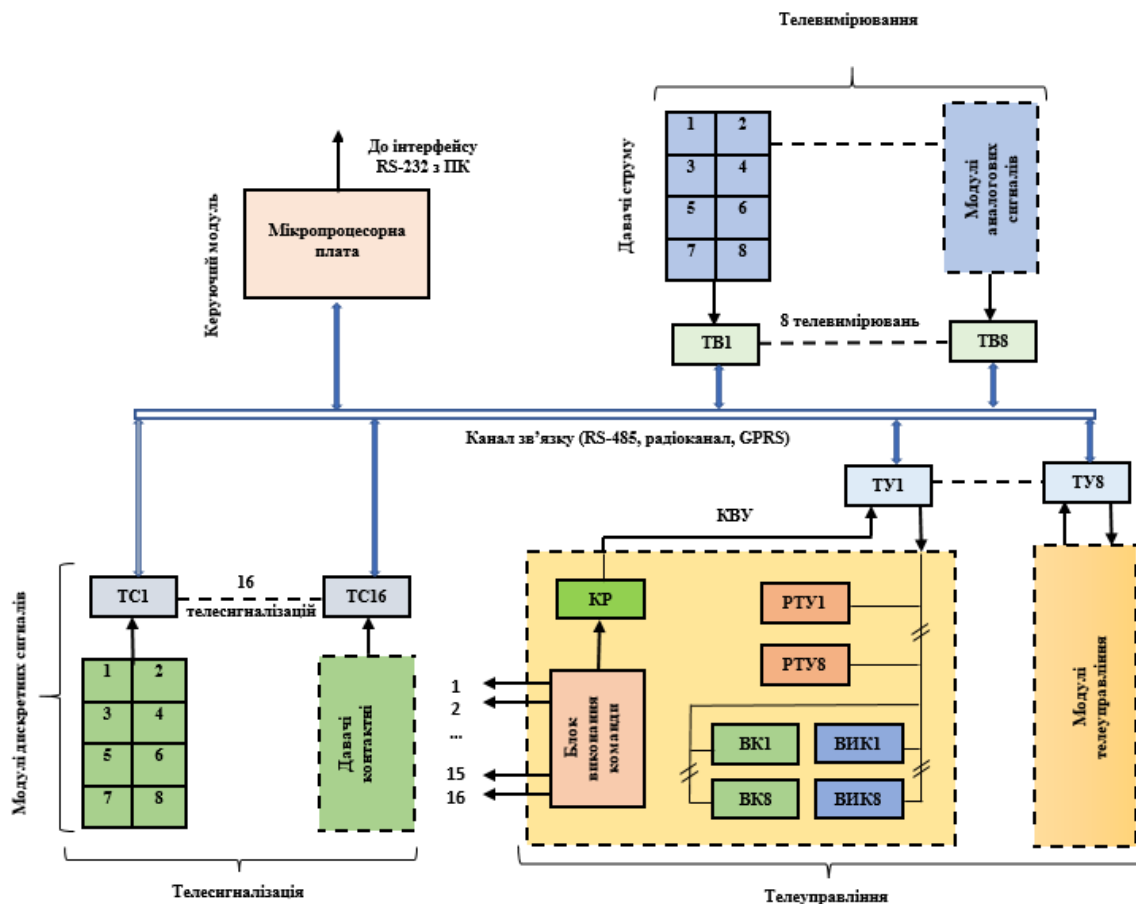 Телевимірювання
До інтерфейсу
RS-232 з ПК
Керуючий модуль
Мікропроцесорна
плата
Давачі струму
1 2
3 4
5 6
7 8
Модулі
аналогових
сигналів
8 телевимірювань
ТВ1
ТВ8
Канал зв’язку (RS-485, радіоканал, GPRS)
ТУ1
ТУ8
КВУ
Модулі дискретних сигналів
ТС1
16
телесигналізацій
ТС16
1 2
3 4
5 6
7 8
Давачі
контактні
1
2
...
15
16
КР
Блок
виконання
команди
РТУ1
РТУ8
ВК1
ВИК1
ВК8
ВИК8
Модулі
телеуправління
Телесигналізація
Телеуправління